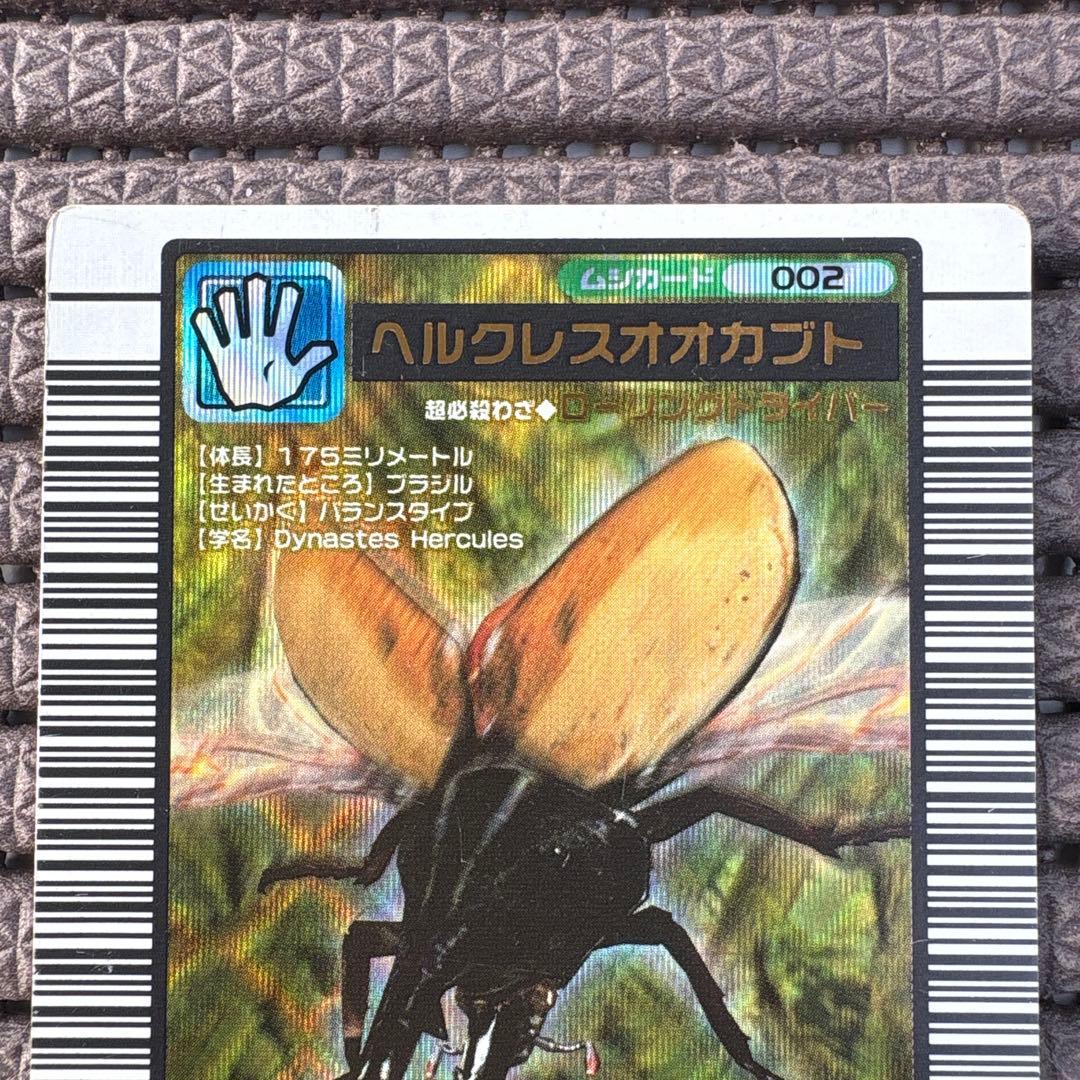 ムシカード 002
ヘルクレスオオカブト
超必殺わざ◆ローリングドライバー
【体長】175ミリメートル
【生まれたところ】ブラジル
【せいかく】バランスタイプ
【学名】Dynastes Hercules